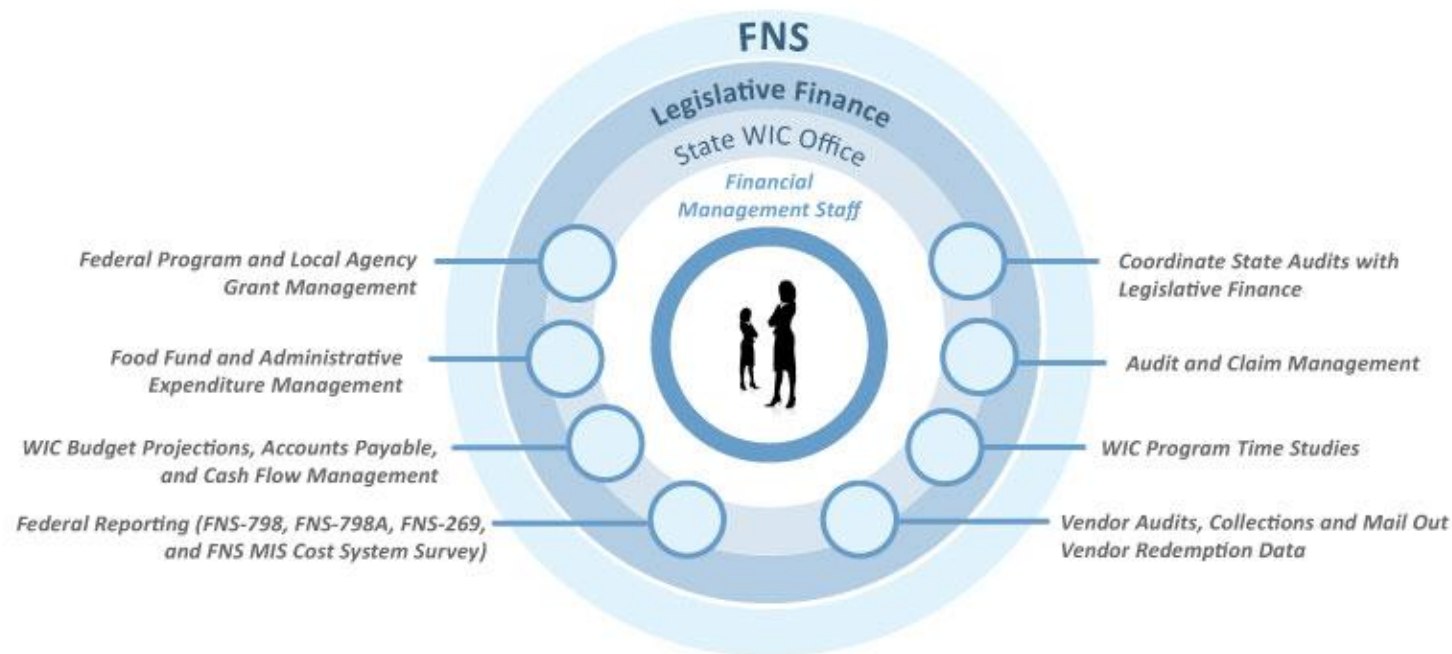 FNS
Legislative Finance
State WIC Office
Financial
Management Staff
Federal Program and Local Agency
Grant Management
Food Fund and Administrative
Expenditure Management
WIC Budget Projections, Accounts Payable,
and Cash Flow Management
Federal Reporting (FNS-798, FNS-798A, FNS-269,
and FNS MIS Cost System Survey)
Coordinate State Audits with
Legislative Finance
Audit and Claim Management
WIC Program Time Studies
Vendor Audits, Collections and Mail Out
Vendor Redemption Data